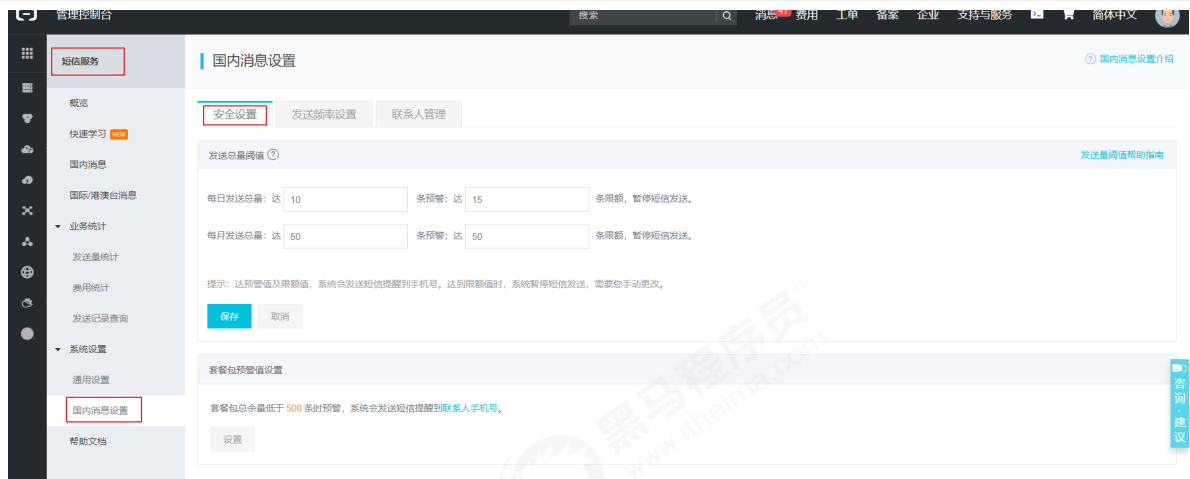 管理控制台
搜索
消息 47 费用 工单 备案 企业 支持与服务 简体中文
短信服务
概览
快速学习 NEW
国内消息
国际/港澳台消息
业务统计
发送量统计
费用统计
发送记录查询
系统设置
通用设置
国内消息设置
帮助文档
国内消息设置
国内消息设置介绍
安全设置 发送频率设置 联系人管理
发送总量阈值
发送量阈值帮助指南
每日发送总量：达 10 条预警；达 15 条限额，暂停短信发送。
每月发送总量：达 50 条预警；达 50 条限额，暂停短信发送。
提示：达预警值及限额值，系统会发送短信提醒到手机号。达到限额值时，系统暂停短信发送，需要您手动更改。
保存 取消
套餐包预警值设置
套餐包总余量低于 500 条时预警，系统会发送短信提醒到联系人手机号。
设置
咨询·建议
黑马程序员 TM
www.itheima.com